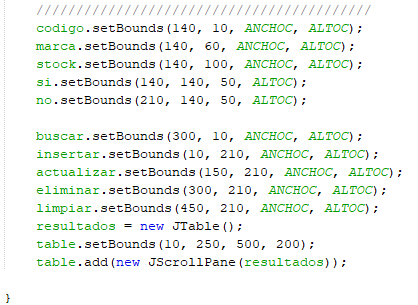 //////////////////////////////////////////
codigo.setBounds(140, 10, ANCHOC, ALTOC);
marca.setBounds(140, 60, ANCHOC, ALTOC);
stock.setBounds(140, 100, ANCHOC, ALTOC);
si.setBounds(140, 140, 50, ALTOC);
no.setBounds(210, 140, 50, ALTOC);
buscar.setBounds(300, 10, ANCHOC, ALTOC);
insertar.setBounds(10, 210, ANCHOC, ALTOC);
actualizar.setBounds(150, 210, ANCHOC, ALTOC);
eliminar.setBounds(300, 210, ANCHOC, ALTOC);
limpiar.setBounds(450, 210, ANCHOC, ALTOC);
resultados = new JTable();
table.setBounds(10, 250, 500, 200);
table.add(new JScrollPane(resultados));
}